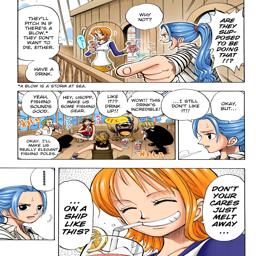 ARE
THEY
SUP-
POSED TO
BE DOING
THAT
!!?
WHY
NOT?
THEY'LL
PITCH IN IF
THERE'S A
BLOW.*
THEY DON'T
WANT TO
DIE, EITHER.
HAVE A
DRINK.
*A BLOW IS A STORM AT SEA.
OKAY,
BUT...
...I STILL
DON'T
LIKE IT!
WOW!! THIS
DRINK'S
INCREDIBLE!
LIKE
IT??
DRINK
UP!
HEY, USOPP,
MAKE US
SOME FISHING
GEAR.
YEAH,
FISHING
SOUNDS
GOOD.
OKAY. I'LL
MAKE US
REALLY ELEGANT
FISHING POLES.
DON'T
YOUR
CARES
JUST MELT
AWAY...
...ON
A SHIP
LIKE
THIS?